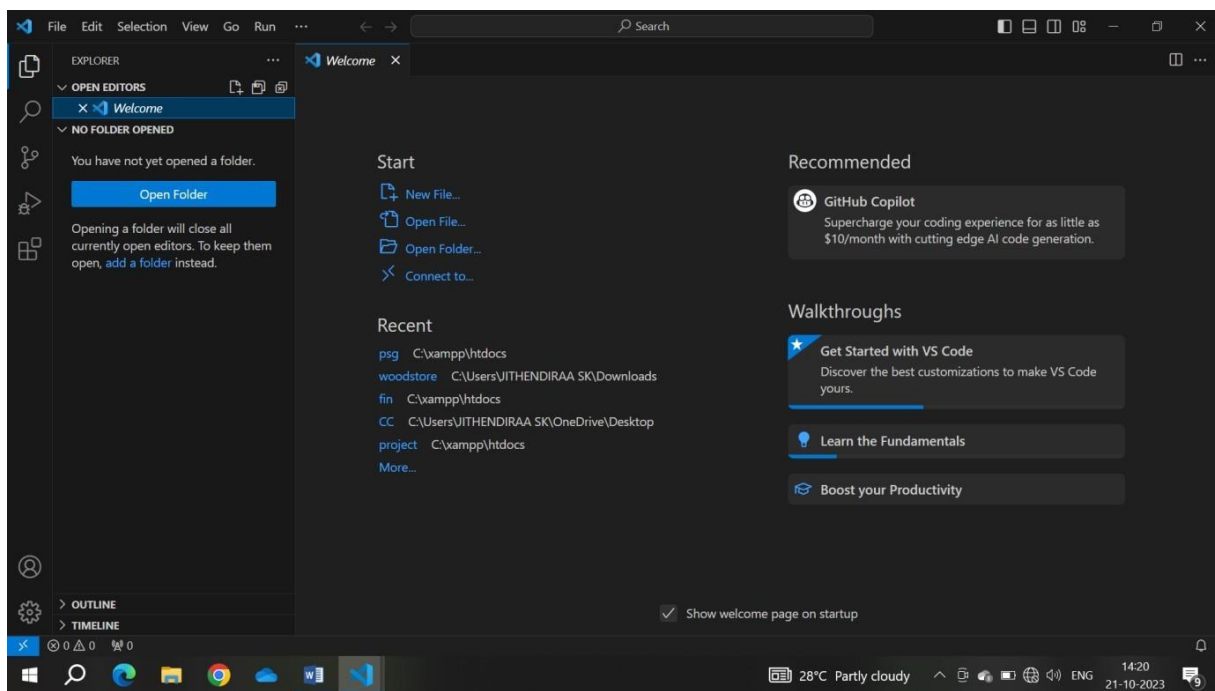 File Edit Selection View Go Run ...
Search
EXPLORER ...
OPEN EDITORS
Welcome
NO FOLDER OPENED
You have not yet opened a folder.
Open Folder
Opening a folder will close all
currently open editors. To keep them
open, add a folder instead.
OUTLINE
TIMELINE
Welcome
Start
New File...
Open File...
Open Folder...
Connect to...
Recent
psg C:\xampp\htdocs
woodstore C:\Users\JITHENDIRAA SK\Downloads
fin C:\xampp\htdocs
CC C:\Users\JITHENDIRAA SK\OneDrive\Desktop
project C:\xampp\htdocs
More...
Recommended
GitHub Copilot
Supercharge your coding experience for as little as
$10/month with cutting edge AI code generation.
Walkthroughs
Get Started with VS Code
Discover the best customizations to make VS Code
yours.
Learn the Fundamentals
Boost your Productivity
Show welcome page on startup
0 0 0
28°C Partly cloudy ENG
14:20
21-10-2023
9